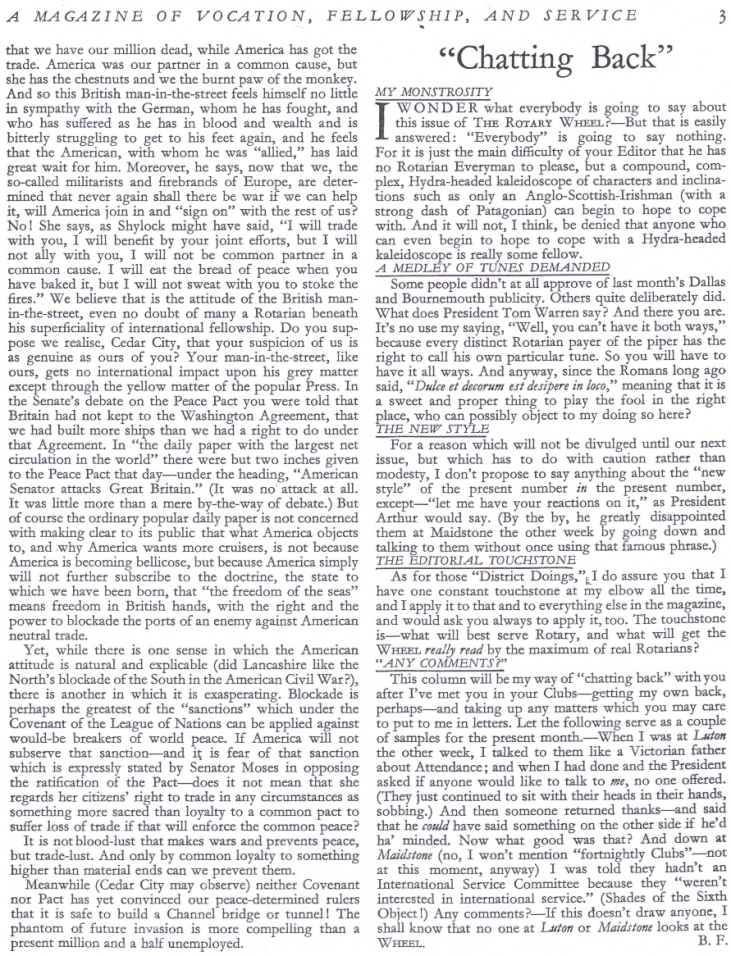 A MAGAZINE OF VOCATION, FELLOWSHIP, AND SERVICE 3
that we have our million dead, while America has got the
trade. America was our partner in a common cause, but
she has the chestnuts and we the burnt paw of the monkey.
And so this British man-in-the-street feels himself no little
in sympathy with the German, whom he has fought, and
who has suffered as he has in blood and wealth and is
bitterly struggling to get to his feet again, and he feels
that the American, with whom he was “allied,” has laid
great wait for him. Moreover, he says, now that we, the
so-called militarists and firebrands of Europe, are deter-
mined that never again shall there be war if we can help
it, will America join in and “sign on” with the rest of us?
No! She says, as Shylock might have said, “I will trade
with you, I will benefit by your joint efforts, but I will
not ally with you, I will not be common partner in a
common cause. I will eat the bread of peace when you
have baked it, but I will not sweat with you to stoke the
fires.” We believe that is the attitude of the British man-
in-the-street, even no doubt of many a Rotarian beneath
his superficiality of international fellowship. Do you sup-
pose we realise, Cedar City, that your suspicion of us is
as genuine as ours of you? Your man-in-the-street, like
ours, gets no international impact upon his grey matter
except through the yellow matter of the popular Press. In
the Senate’s debate on the Peace Pact you were told that
Britain had not kept to the Washington Agreement, that
we had built more ships than we had a right to do under
that Agreement. In “the daily paper with the largest net
circulation in the world” there were but two inches given
to the Peace Pact that day—under the heading, “American
Senator attacks Great Britain.” (It was no attack at all.
It was little more than a mere by-the-way of debate.) But
of course the ordinary popular daily paper is not concerned
with making clear to its public that what America objects
to, and why America wants more cruisers, is not because
America is becoming bellicose, but because America simply
will not further subscribe to the doctrine, the state to
which we have been born, that “the freedom of the seas”
means freedom in British hands, with the right and the
power to blockade the ports of an enemy against American
neutral trade.
Yet, while there is one sense in which the American
attitude is natural and explicable (did Lancashire like the
North’s blockade of the South in the American Civil War?),
there is another in which it is exasperating. Blockade is
perhaps the greatest of the “sanctions” which under the
Covenant of the League of Nations can be applied against
would-be breakers of world peace. If America will not
subserve that sanction—and it is fear of that sanction
which is expressly stated by Senator Moses in opposing
the ratification of the Pact—does it not mean that she
regards her citizens’ right to trade in any circumstances as
something more sacred than loyalty to a common pact to
suffer loss of trade if that will enforce the common peace?
It is not blood-lust that makes wars and prevents peace,
but trade-lust. And only by common loyalty to something
higher than material ends can we prevent them.
Meanwhile (Cedar City may observe) neither Covenant
nor Pact has yet convinced our peace-determined rulers
that it is safe to build a Channel bridge or tunnel! The
phantom of future invasion is more compelling than a
present million and a half unemployed.
“Chatting Back”
MY MONSTROSITY
I WONDER what everybody is going to say about
this issue of THE ROTARY WHEEL?—But that is easily
answered: “Everybody” is going to say nothing.
For it is just the main difficulty of your Editor that he has
no Rotarian Everyman to please, but a compound, com-
plex, Hydra-headed kaleidoscope of characters and inclina-
tions such as only an Anglo-Scottish-Irishman (with a
strong dash of Patagonian) can begin to hope to cope
with. And it will not, I think, be denied that anyone who
can even begin to hope to cope with a Hydra-headed
kaleidoscope is really some fellow.
A MEDLEY OF TUNES DEMANDED
Some people didn’t at all approve of last month’s Dallas
and Bournemouth publicity. Others quite deliberately did.
What does President Tom Warren say? And there you are.
It’s no use my saying, “Well, you can’t have it both ways,”
because every distinct Rotarian payer of the piper has the
right to call his own particular tune. So you will have to
have it all ways. And anyway, since the Romans long ago
said, “Dulce et decorum est desipere in loco,” meaning that it is
a sweet and proper thing to play the fool in the right
place, who can possibly object to my doing so here?
THE NEW STYLE
For a reason which will not be divulged until our next
issue, but which has to do with caution rather than
modesty, I don’t propose to say anything about the “new
style” of the present number in the present number,
except—“let me have your reactions on it,” as President
Arthur would say. (By the by, he greatly disappointed
them at Maidstone the other week by going down and
talking to them without once using that famous phrase.)
THE EDITORIAL TOUCHSTONE
As for those “District Doings,” I do assure you that I
have one constant touchstone at my elbow all the time,
and I apply it to that and to everything else in the magazine,
and would ask you always to apply it, too. The touchstone
is—what will best serve Rotary, and what will get the
WHEEL really read by the maximum of real Rotarians?
“ANY COMMENTS?”
This column will be my way of “chatting back” with you
after I’ve met you in your Clubs—getting my own back,
perhaps—and taking up any matters which you may care
to put to me in letters. Let the following serve as a couple
of samples for the present month.—When I was at Luton
the other week, I talked to them like a Victorian father
about Attendance; and when I had done and the President
asked if anyone would like to talk to me, no one offered.
(They just continued to sit with their heads in their hands,
sobbing.) And then someone returned thanks—and said
that he could have said something on the other side if he’d
ha’ minded. Now what good was that? And down at
Maidstone (no, I won’t mention “fortnightly Clubs”—not
at this moment, anyway) I was told they hadn’t an
International Service Committee because they “weren’t
interested in international service.” (Shades of the Sixth
Object!) Any comments?—If this doesn’t draw anyone, I
shall know that no one at Luton or Maidstone looks at the
WHEEL. B. F.